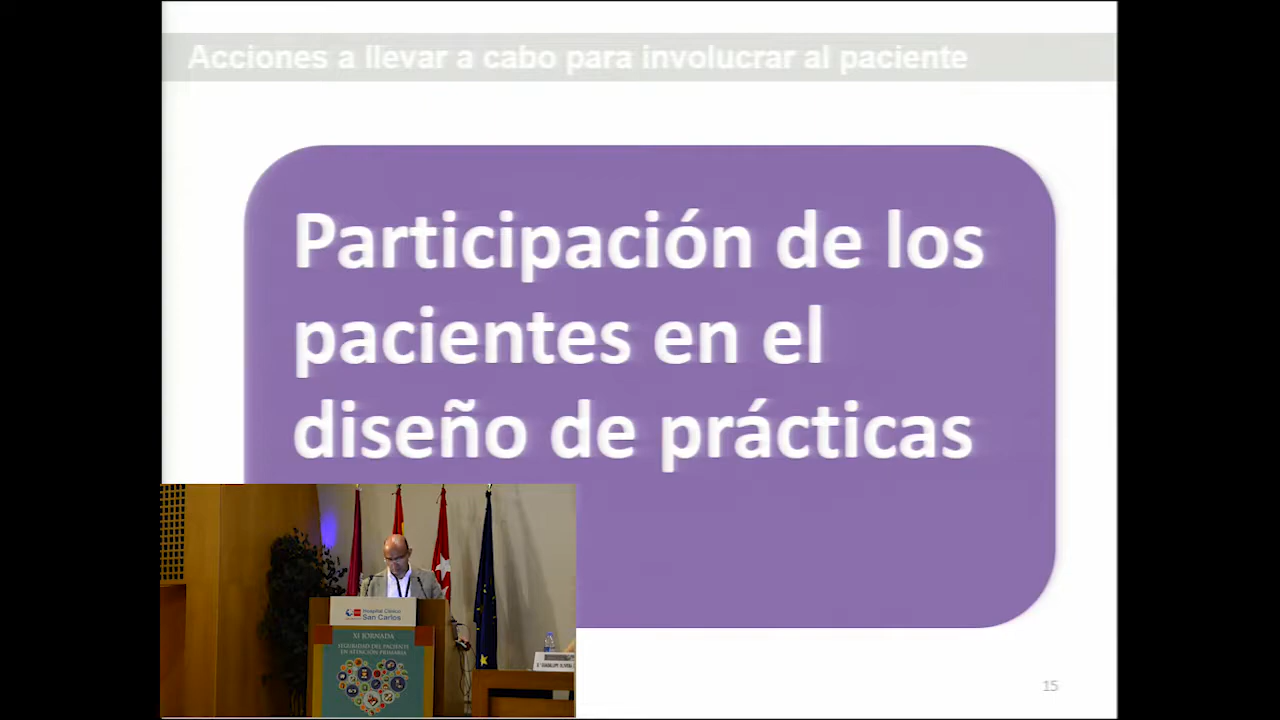 Acciones a llevar a cabo para involucrar al paciente
Participación de los
pacientes en el
diseño de prácticas
15
Hospital Clínico
San Carlos
XI JORNADA
SEGURIDAD DEL PACIENTE
EN ATENCIÓN PRIMARIA